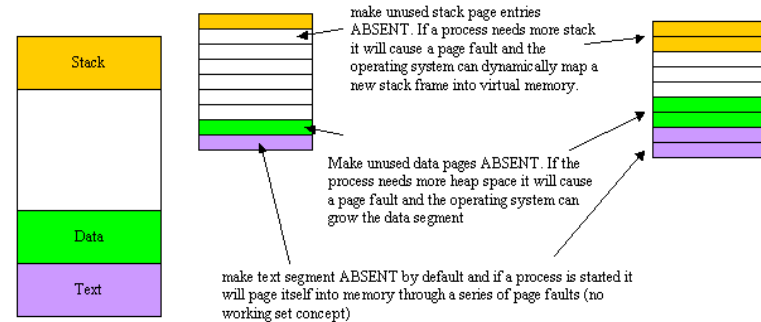 make unused stack page entries
ABSENT. If a process needs more stack
it will cause a page fault and the
operating system can dynamically map a
new stack frame into virtual memory.
Stack
Make unused data pages ABSENT. If the
process needs more heap space it will cause
a page fault and the operating system can
grow the data segment
Data
make text segment ABSENT by default and if a process is started it
will page itself into memory through a series of page faults (no
working set concept)
Text